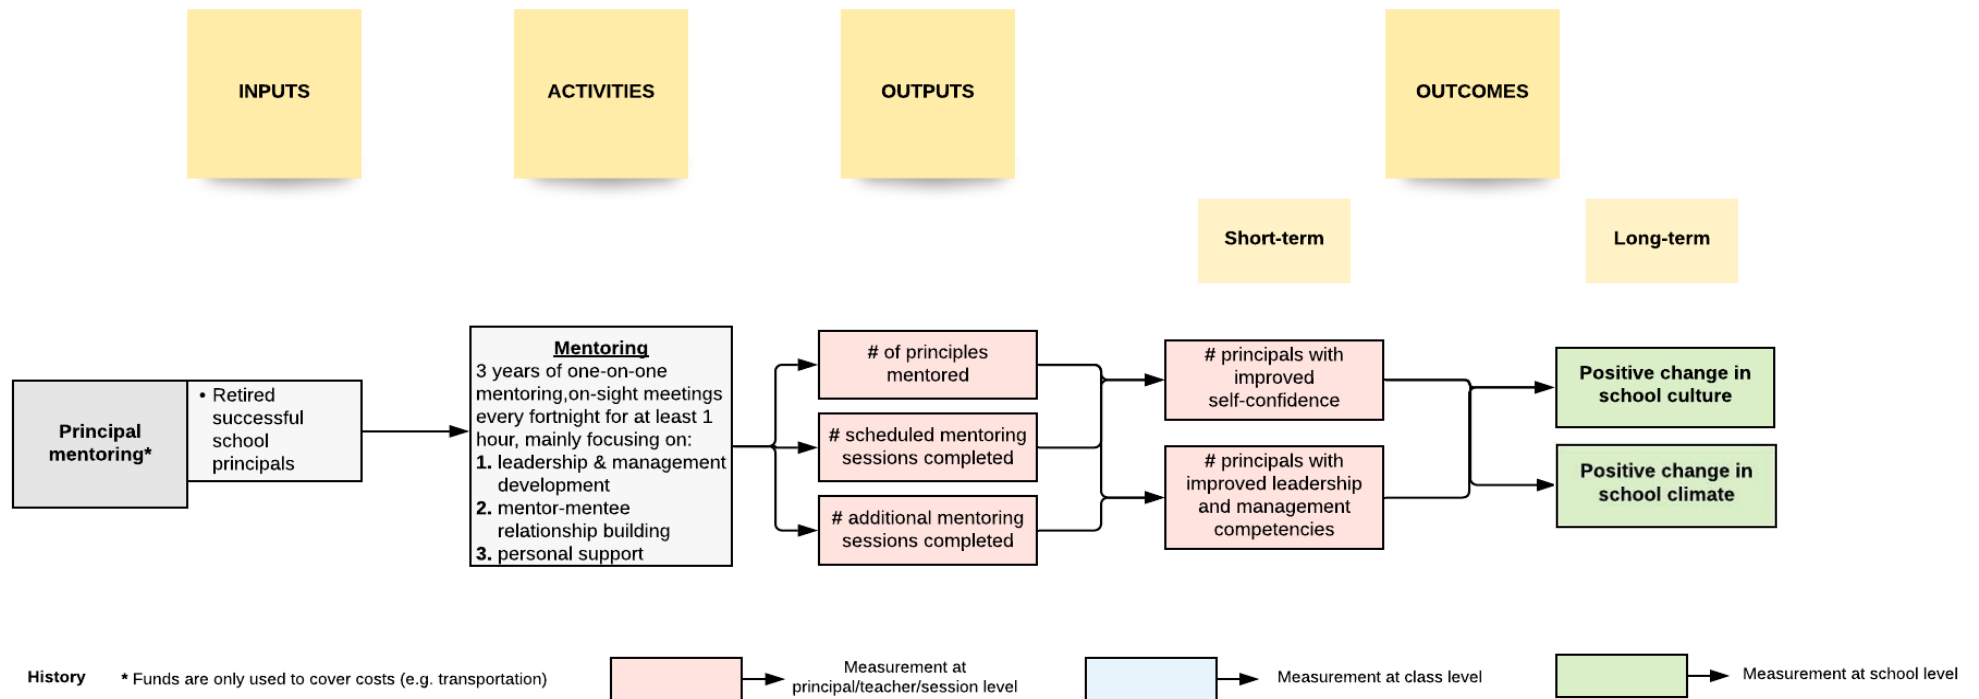 INPUTS
ACTIVITIES
OUTPUTS
OUTCOMES
Short-term
Long-term
Principal
mentoring*
• Retired
successful
school
principals
Mentoring
3 years of one-on-one
mentoring,on-sight meetings
every fortnight for at least 1
hour, mainly focusing on:
1. leadership & management
development
2. mentor-mentee
relationship building
3. personal support
# of principles
mentored
# scheduled mentoring
sessions completed
# additional mentoring
sessions completed
# principals with
improved
self-confidence
# principals with
improved leadership
and management
competencies
Positive change in
school culture
Positive change in
school climate
History
* Funds are only used to cover costs (e.g. transportation)
Measurement at
principal/teacher/session level
Measurement at class level
Measurement at school level